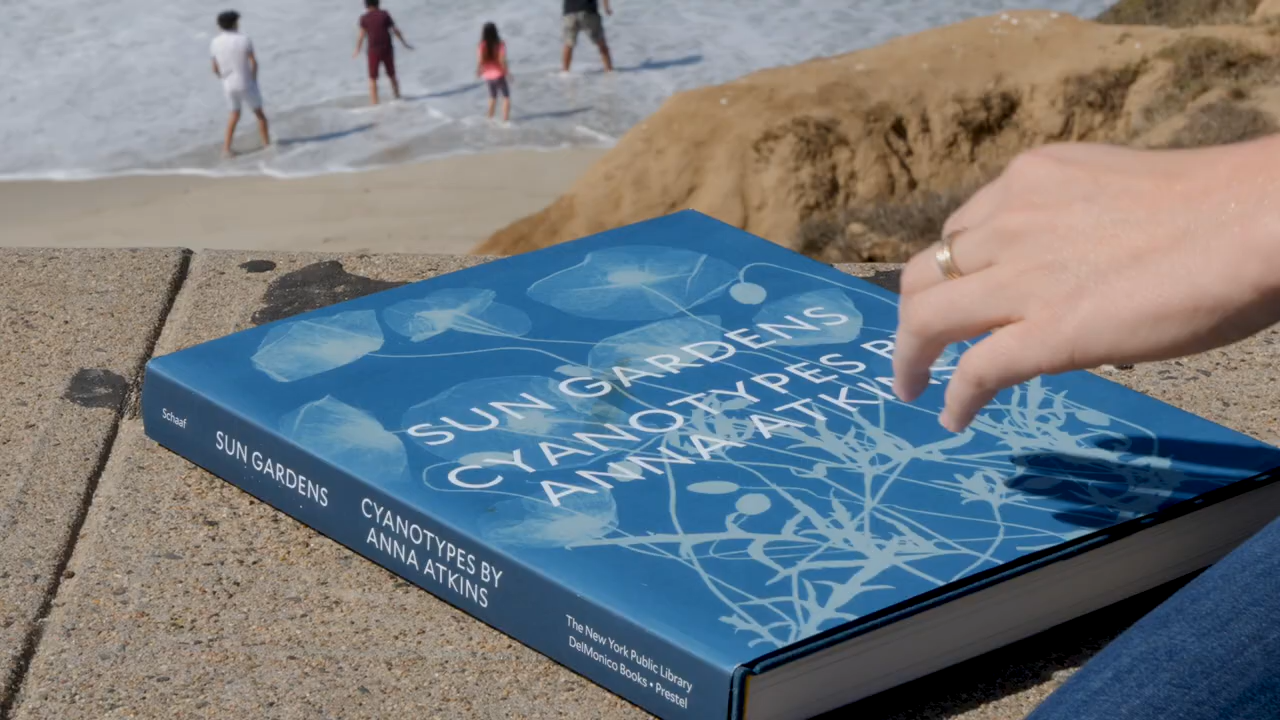 SUN GARDENS
CYANOTYPES BY
ANNA ATKINS
Schaaf
SUN GARDENS
CYANOTYPES BY
ANNA ATKINS
The New York Public Library
DelMonico Books • Prestel